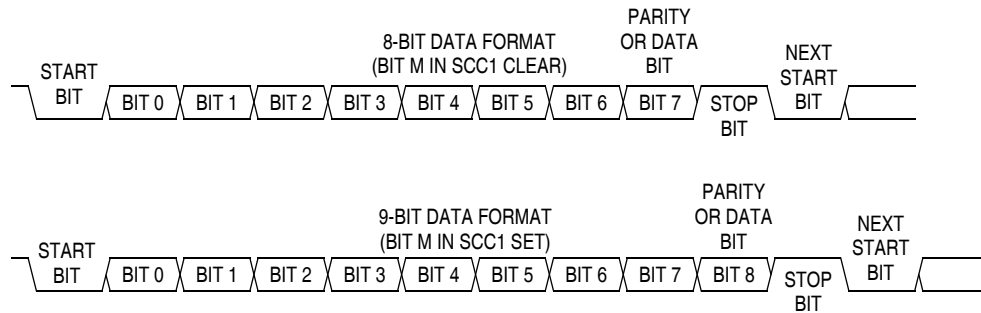 8-BIT DATA FORMAT
(BIT M IN SCC1 CLEAR)
PARITY
OR DATA
BIT
START
BIT
BIT 0 BIT 1 BIT 2 BIT 3 BIT 4 BIT 5 BIT 6 BIT 7
STOP
BIT
NEXT
START
BIT
9-BIT DATA FORMAT
(BIT M IN SCC1 SET)
PARITY
OR DATA
BIT
START
BIT
BIT 0 BIT 1 BIT 2 BIT 3 BIT 4 BIT 5 BIT 6 BIT 7 BIT 8
STOP
BIT
NEXT
START
BIT